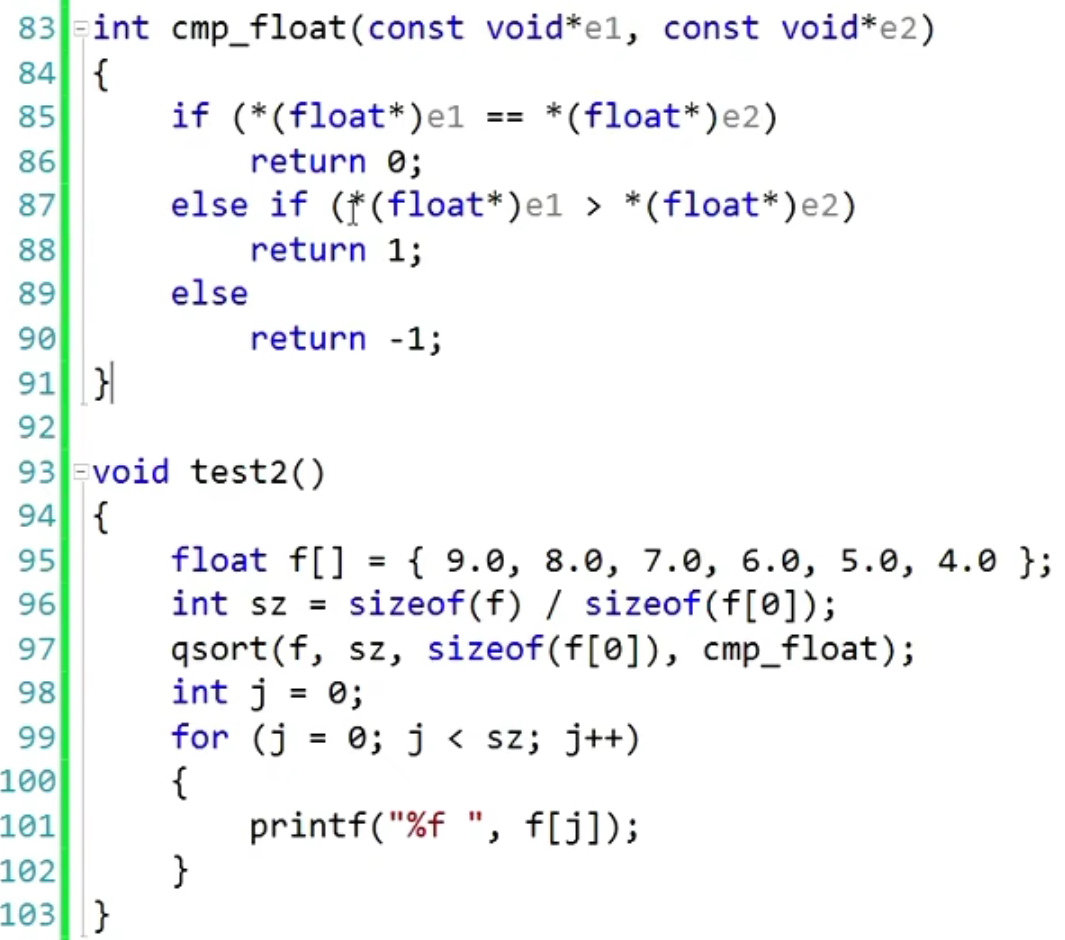 83 int cmp_float(const void*e1, const void*e2)
84 {
85     if (*(float*)e1 == *(float*)e2)
86         return 0;
87     else if (*(float*)e1 > *(float*)e2)
88         return 1;
89     else
90         return -1;
91 }
92
93 void test2()
94 {
95     float f[] = { 9.0, 8.0, 7.0, 6.0, 5.0, 4.0 };
96     int sz = sizeof(f) / sizeof(f[0]);
97     qsort(f, sz, sizeof(f[0]), cmp_float);
98     int j = 0;
99     for (j = 0; j < sz; j++)
100     {
101         printf("%f ", f[j]);
102     }
103 }